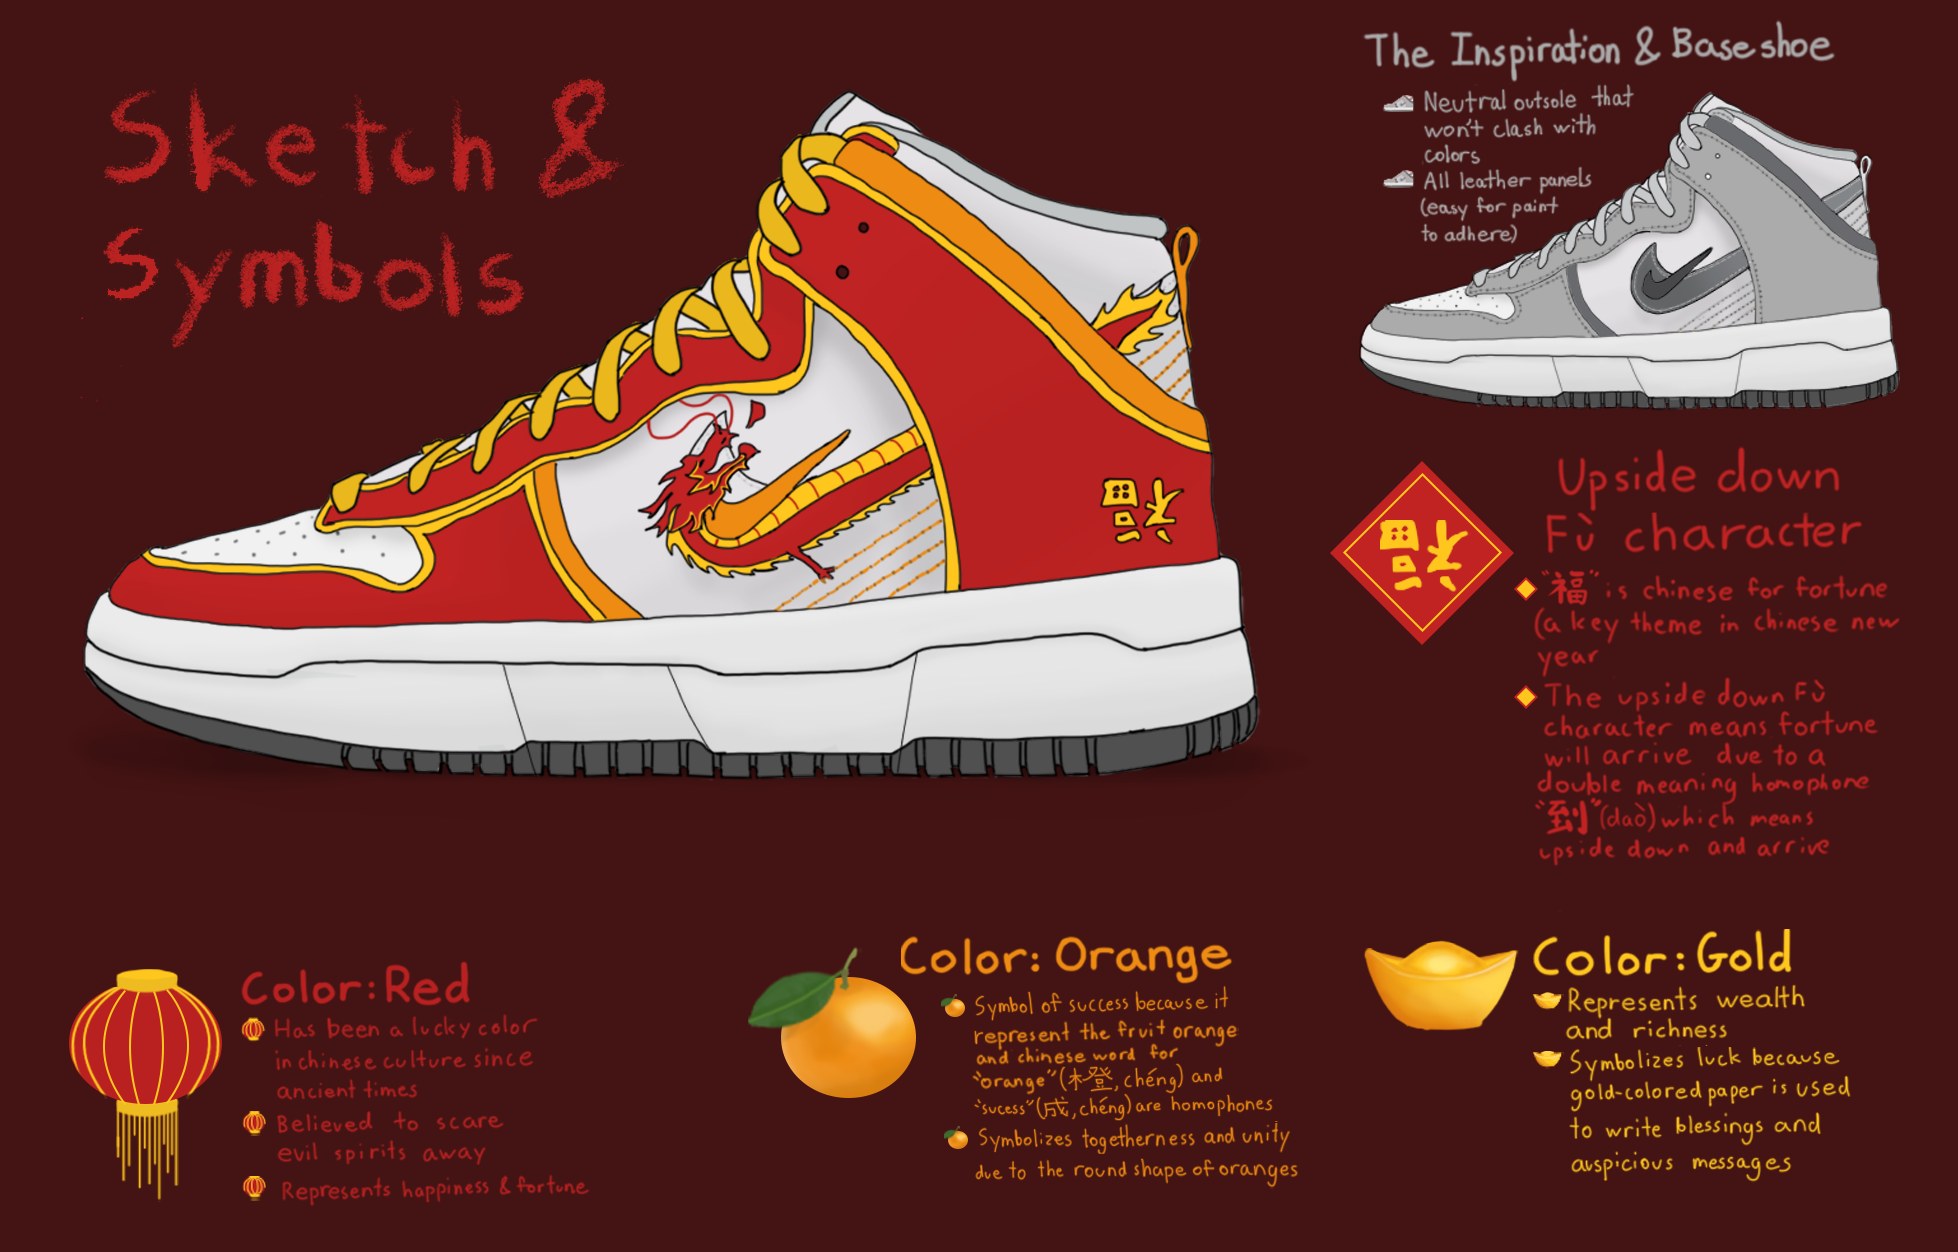 Sketch &
Symbols
The Inspiration & Base shoe
Neutral outsole that
won't clash with
colors
All leather panels
(easy for paint
to adhere)
福
福
Upside down
Fù character
"福" is chinese for fortune
(a key theme in chinese new
year
The upside down Fù
character means fortune
will arrive due to a
double meaning homophone
"到" (daò) which means
upside down and arrive
Color: Red
Has been a lucky color
in chinese culture since
ancient times
Believed to scare
evil spirits away
Represents happiness & fortune
Color: Orange
Symbol of success because it
represent the fruit orange
and chinese word for
"orange" (橙, chéng) and
"sucess" (成, chéng) are homophones
Symbolizes togetherness and unity
due to the round shape of oranges
Color: Gold
Represents wealth
and richness
Symbolizes luck because
gold-colored paper is used
to write blessings and
auspicious messages